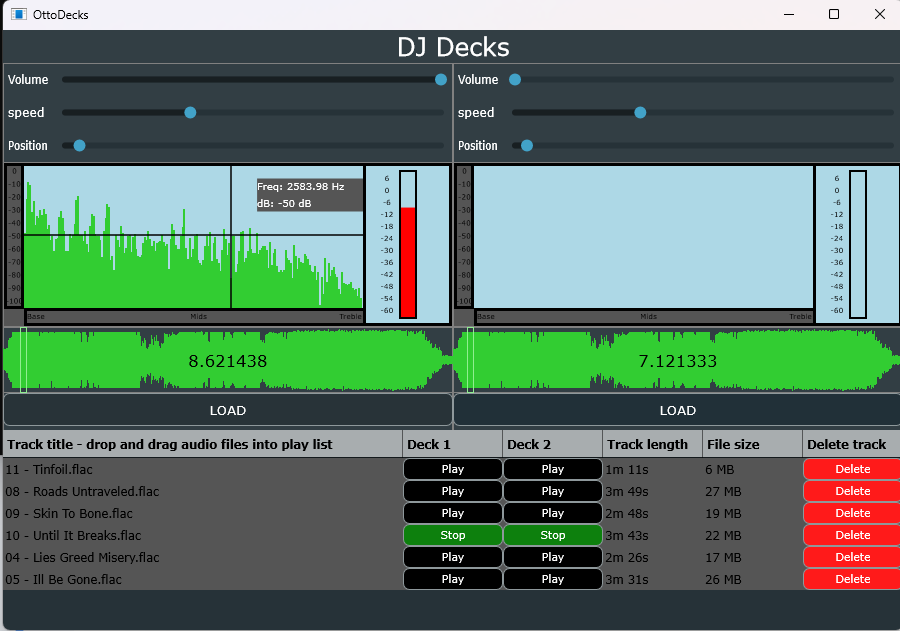 OttoDecks
DJ Decks
Volume
speed
Position
Volume
speed
Position
0
-10
-20
-30
-40
-50
-60
-70
-80
-90
-100
Freq: 2583.98 Hz
dB: -50 dB
6
0
-6
-12
-18
-24
-30
-36
-42
-48
-54
-60
Base Mids Treble
0
-10
-20
-30
-40
-50
-60
-70
-80
-90
-100
6
0
-6
-12
-18
-24
-30
-36
-42
-48
-54
-60
Base Mids Treble
8.621438
7.121333
LOAD
LOAD
Track title - drop and drag audio files into play list Deck 1 Deck 2 Track length File size Delete track
11 - Tinfoil.flac Play Play 1m 11s 6 MB Delete
08 - Roads Untraveled.flac Play Play 3m 49s 27 MB Delete
09 - Skin To Bone.flac Play Play 2m 48s 19 MB Delete
10 - Until It Breaks.flac Stop Stop 3m 43s 22 MB Delete
04 - Lies Greed Misery.flac Play Play 2m 26s 17 MB Delete
05 - Ill Be Gone.flac Play Play 3m 31s 26 MB Delete